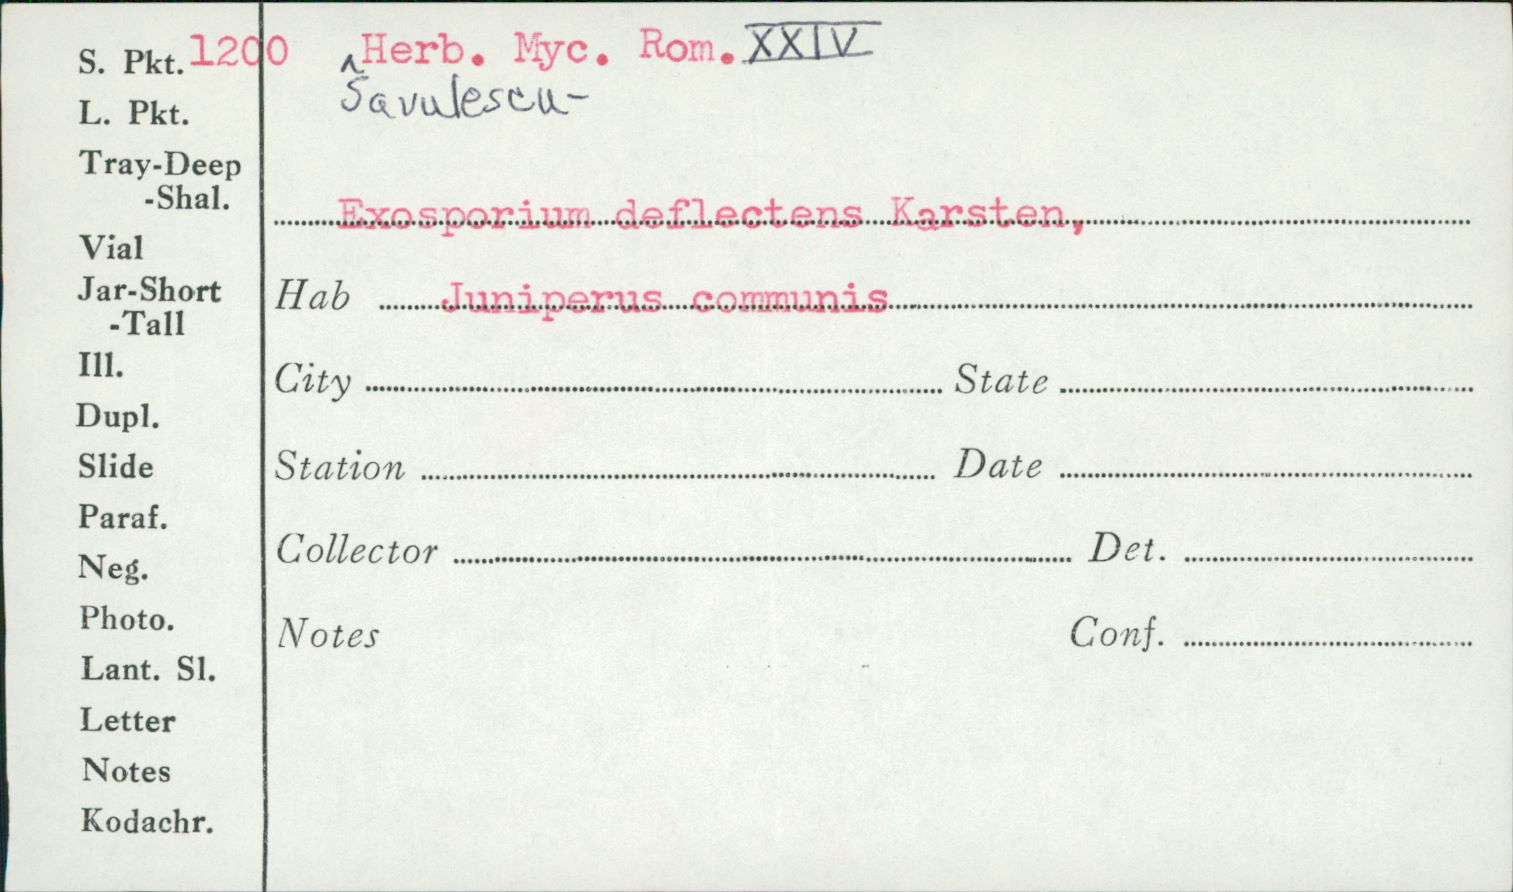 S. Pkt. 1200 ^Herb. Myc. Rom. XXIV
Savulescu-
L. Pkt.
Tray-Deep
-Shal.
Exosporium deflectens Karsten,
Vial
Jar-Short
-Tall
Hab Juniperus communis
Ill.
City State
Dupl.
Slide
Station Date
Paraf.
Neg.
Collector Det.
Photo.
Notes Conf.
Lant. Sl.
Letter
Notes
Kodachr.